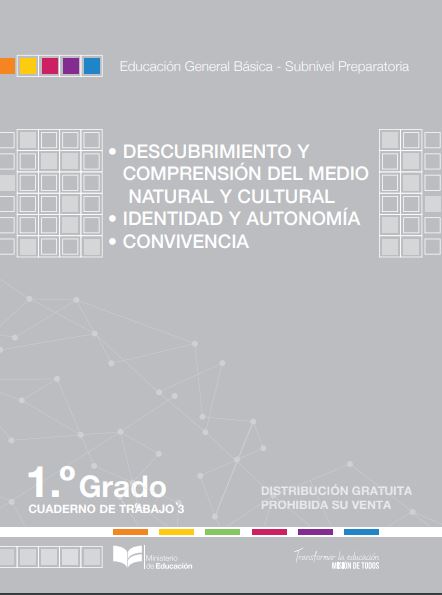 Educación General Básica - Subnivel Preparatoria
• DESCUBRIMIENTO Y
COMPRENSIÓN DEL MEDIO
NATURAL Y CULTURAL
• IDENTIDAD Y AUTONOMÍA
• CONVIVENCIA
1.º Grado
CUADERNO DE TRABAJO 3
DISTRIBUCIÓN GRATUITA
PROHIBIDA SU VENTA
Ministerio
de Educación
Transformar la educación
MISIÓN DE TODOS